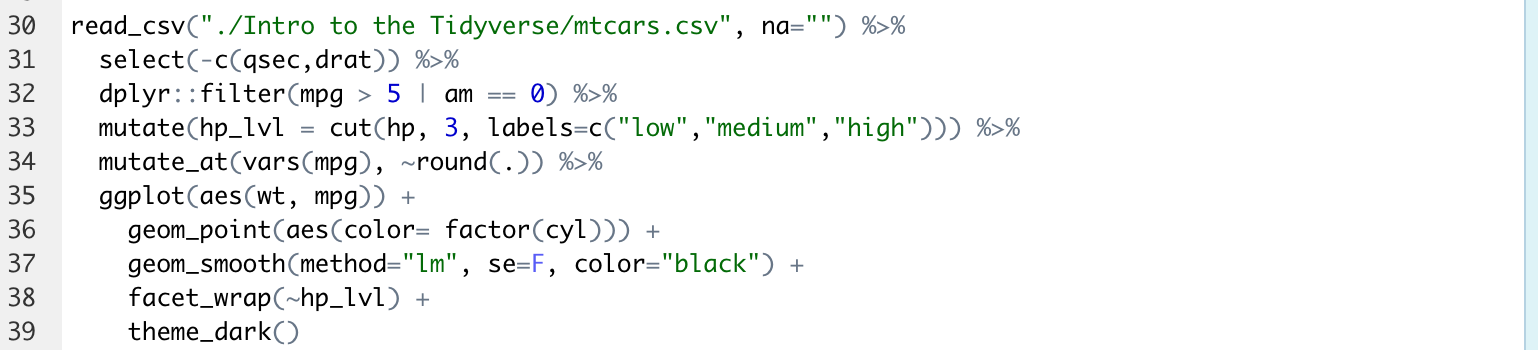 30 read_csv("./Intro to the Tidyverse/mtcars.csv", na="") %>%
31 select(-c(qsec,drat)) %>%
32 dplyr::filter(mpg > 5 | am == 0) %>%
33 mutate(hp_lvl = cut(hp, 3, labels=c("low","medium","high"))) %>%
34 mutate_at(vars(mpg), ~round(.)) %>%
35 ggplot(aes(wt, mpg)) +
36 geom_point(aes(color= factor(cyl))) +
37 geom_smooth(method="lm", se=F, color="black") +
38 facet_wrap(~hp_lvl) +
39 theme_dark()